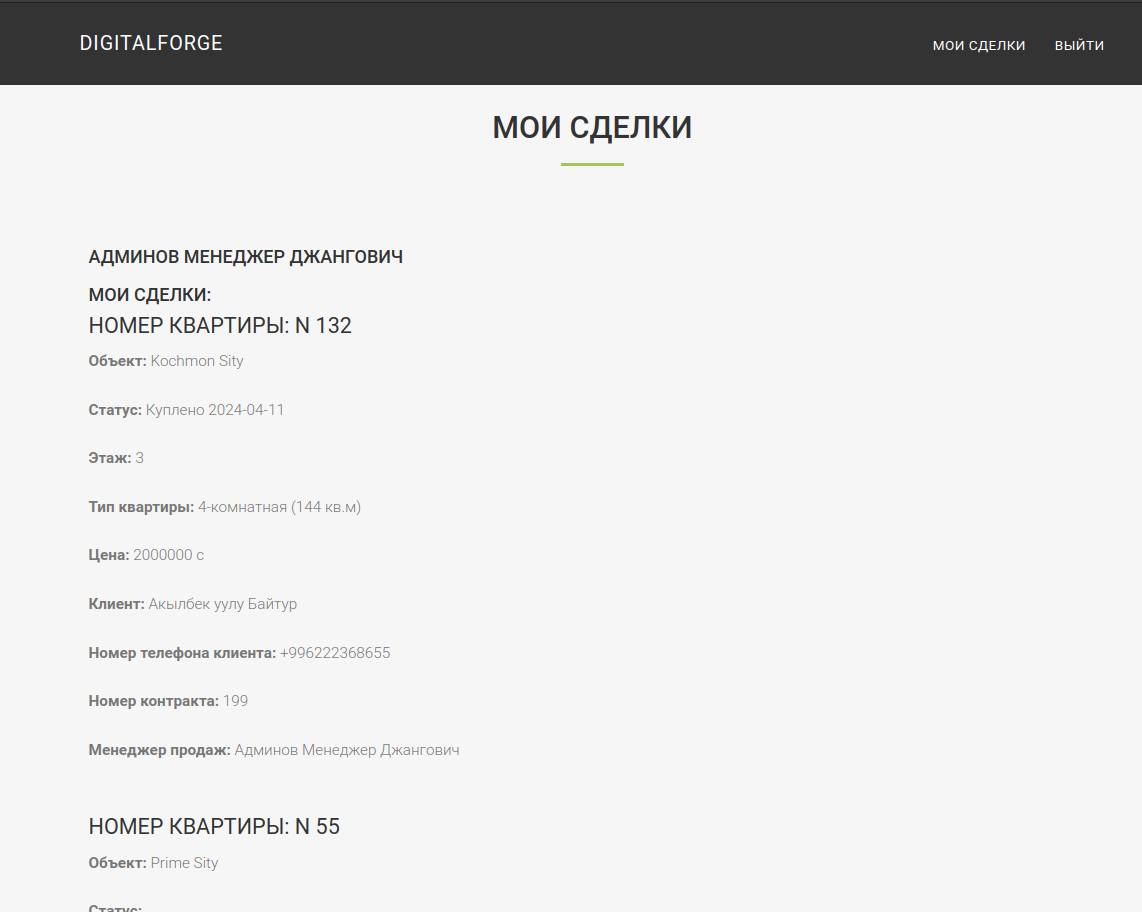 DIGITALFORGE
МОИ СДЕЛКИ ВЫЙТИ
МОИ СДЕЛКИ
АДМИНОВ МЕНЕДЖЕР ДЖАНГОВИЧ
МОИ СДЕЛКИ:
НОМЕР КВАРТИРЫ: N 132
Объект: Kochmon Sity
Статус: Куплено 2024-04-11
Этаж: 3
Тип квартиры: 4-комнатная (144 кв.м)
Цена: 2000000 с
Клиент: Акылбек уулу Байтур
Номер телефона клиента: +996222368655
Номер контракта: 199
Менеджер продаж: Админов Менеджер Джангович
НОМЕР КВАРТИРЫ: N 55
Объект: Prime Sity
Статус: